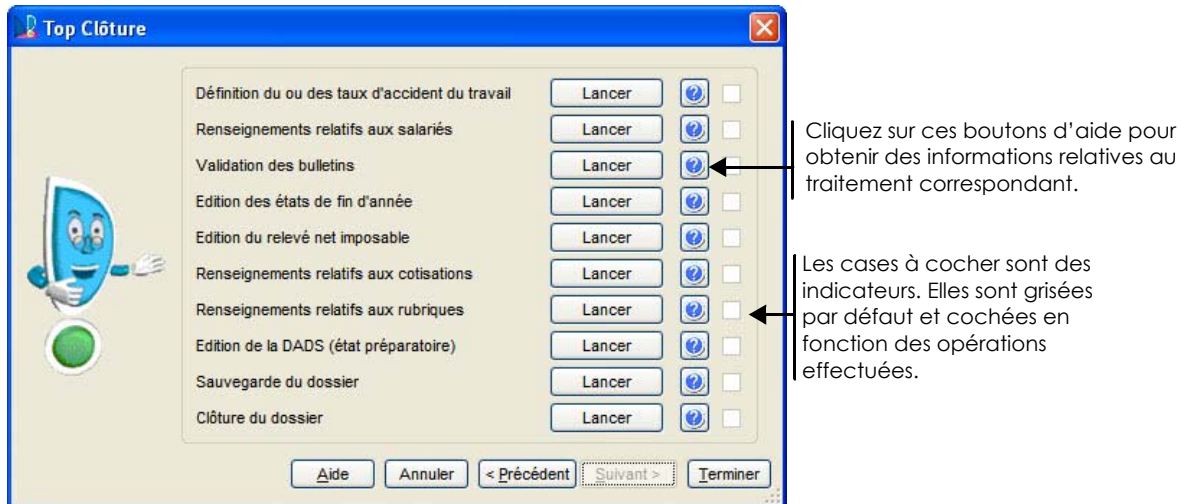 Top Clôture
Définition du ou des taux d'accident du travail Lancer
Renseignements relatifs aux salariés Lancer
Validation des bulletins Lancer
Edition des états de fin d'année Lancer
Edition du relevé net imposable Lancer
Renseignements relatifs aux cotisations Lancer
Renseignements relatifs aux rubriques Lancer
Edition de la DADS (état préparatoire) Lancer
Sauvegarde du dossier Lancer
Clôture du dossier Lancer
Aide Annuler < Précédent Suivant > Terminer
Cliquez sur ces boutons d'aide pour
obtenir des informations relatives au
traitement correspondant.
Les cases à cocher sont des
indicateurs. Elles sont grisées
par défaut et cochées en
fonction des opérations
effectuées.